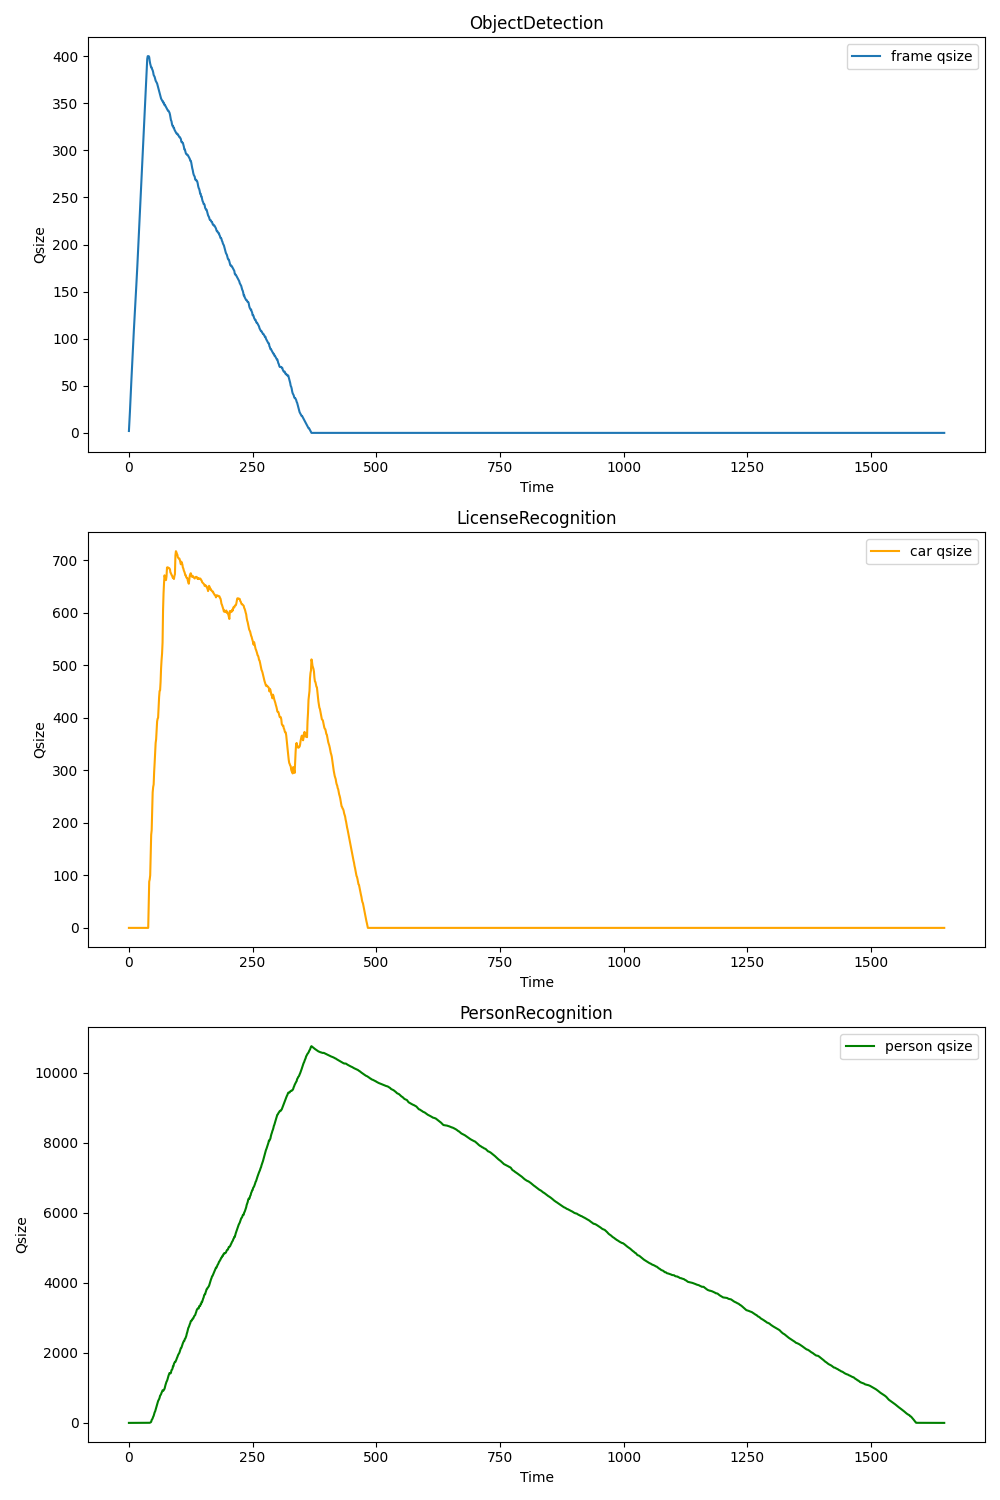 ObjectDetection
frame qsize
400
350
300
250
200
150
100
50
0
Qsize
0 250 500 750 1000 1250 1500
Time
LicenseRecognition
car qsize
700
600
500
400
300
200
100
0
Qsize
0 250 500 750 1000 1250 1500
Time
PersonRecognition
person qsize
10000
8000
6000
4000
2000
0
Qsize
0 250 500 750 1000 1250 1500
Time